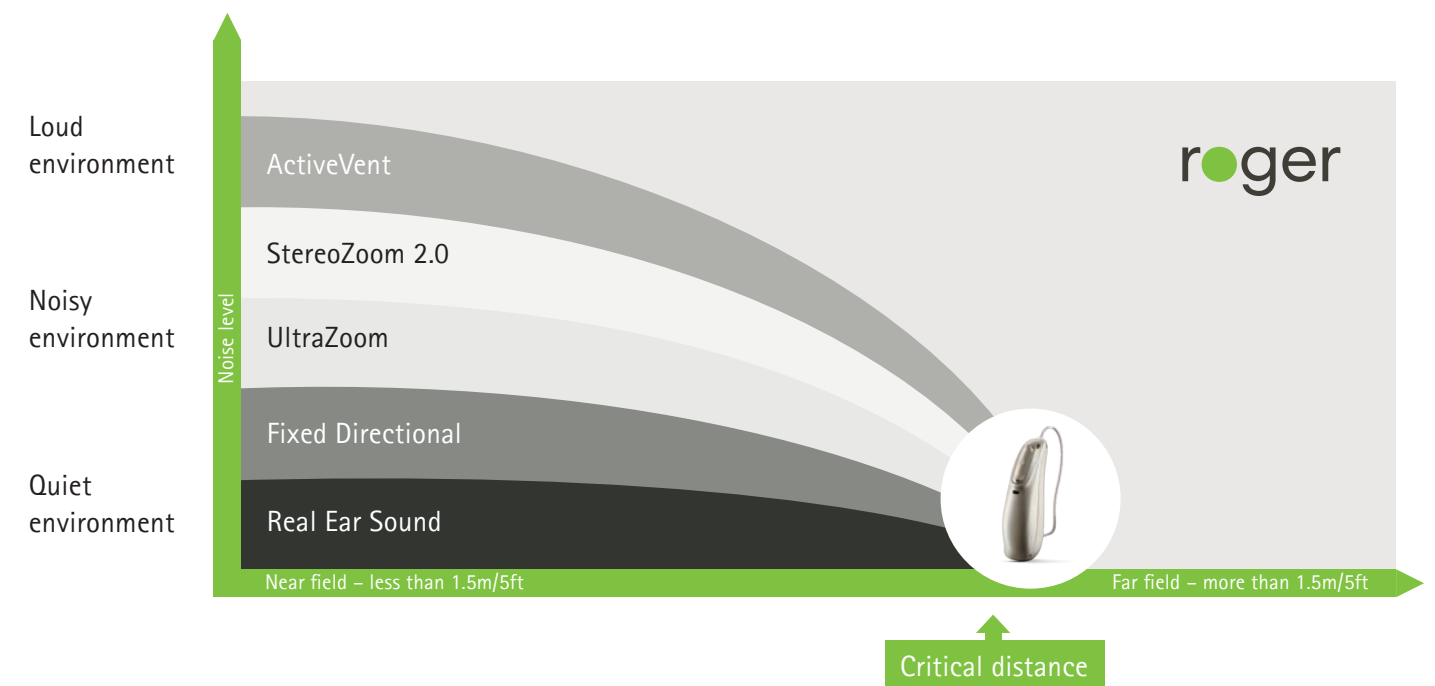 Loud
environment
ActiveVent
roger
StereoZoom 2.0
Noisy
environment
Noise level
UltraZoom
Fixed Directional
Quiet
environment
Real Ear Sound
Near field – less than 1.5m/5ft
Far field – more than 1.5m/5ft
Critical distance